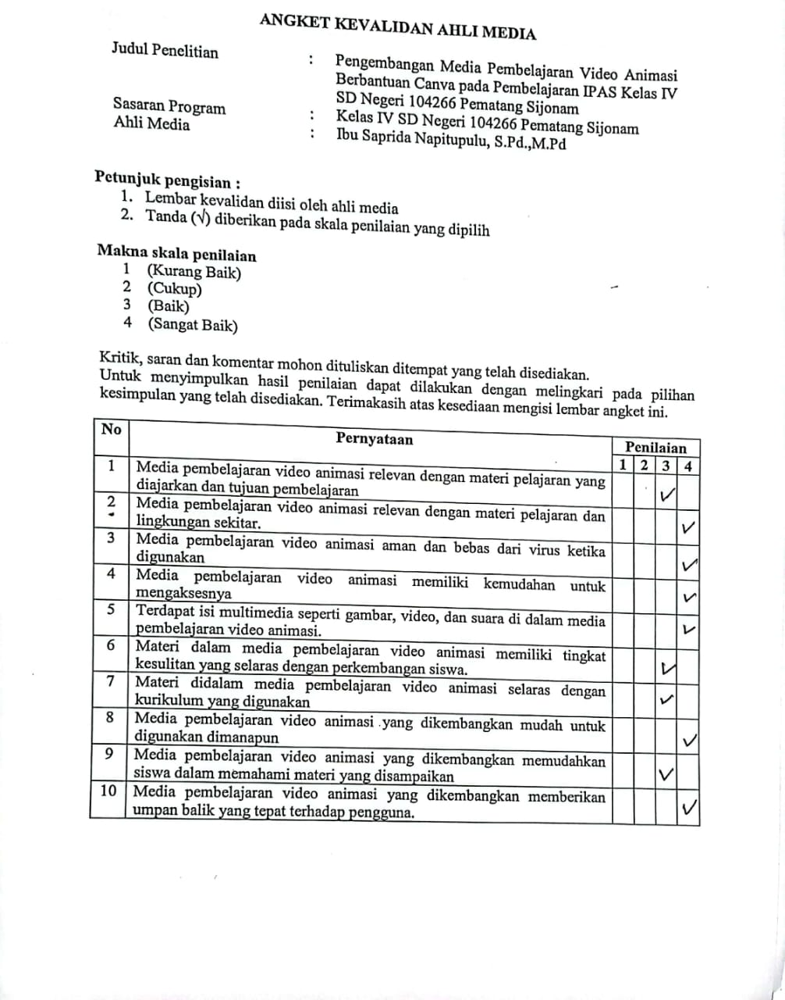 ANGKET KEVALIDAN AHLI MEDIA
Judul Penelitian : Pengembangan Media Pembelajaran Video Animasi
Berbantuan Canva pada Pembelajaran IPAS Kelas IV
SD Negeri 104266 Pematang Sijonam
Sasaran Program : Kelas IV SD Negeri 104266 Pematang Sijonam
Ahli Media : Ibu Saprida Napitupulu, S.Pd.,M.Pd
Petunjuk pengisian :
1. Lembar kevalidan diisi oleh ahli media
2. Tanda (√) diberikan pada skala penilaian yang dipilih
Makna skala penilaian
1 (Kurang Baik)
2 (Cukup)
3 (Baik)
4 (Sangat Baik)
Kritik, saran dan komentar mohon dituliskan ditempat yang telah disediakan.
Untuk menyimpulkan hasil penilaian dapat dilakukan dengan melingkari pada pilihan
kesimpulan yang telah disediakan. Terimakasih atas kesediaan mengisi lembar angket ini.
No Pernyataan Penilaian
1 2 3 4
1 Media pembelajaran video animasi relevan dengan materi pelajaran yang
diajarkan dan tujuan pembelajaran ✓
2 Media pembelajaran video animasi relevan dengan materi pelajaran dan
lingkungan sekitar. ✓
3 Media pembelajaran video animasi aman dan bebas dari virus ketika
digunakan ✓
4 Media pembelajaran video animasi memiliki kemudahan untuk
mengaksesnya ✓
5 Terdapat isi multimedia seperti gambar, video, dan suara di dalam media
pembelajaran video animasi. ✓
6 Materi dalam media pembelajaran video animasi memiliki tingkat
kesulitan yang selaras dengan perkembangan siswa. ✓
7 Materi didalam media pembelajaran video animasi selaras dengan
kurikulum yang digunakan ✓
8 Media pembelajaran video animasi yang dikembangkan mudah untuk
digunakan dimanapun ✓
9 Media pembelajaran video animasi yang dikembangkan memudahkan
siswa dalam memahami materi yang disampaikan ✓
10 Media pembelajaran video animasi yang dikembangkan memberikan
umpan balik yang tepat terhadap pengguna. ✓